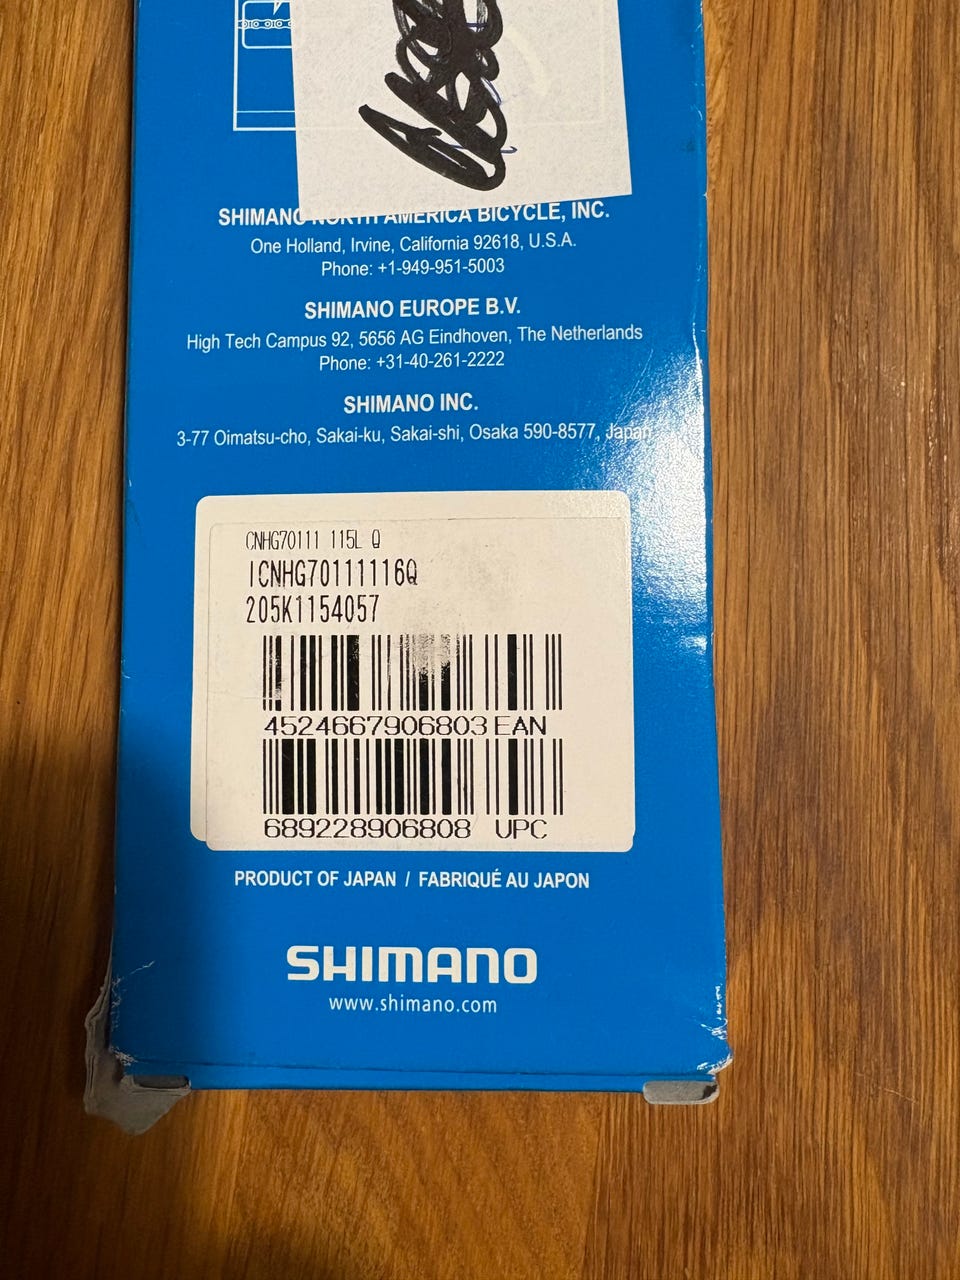 SHIMANO NORTH AMERICA BICYCLE, INC.
One Holland, Irvine, California 92618, U.S.A.
Phone: +1-949-951-5003
SHIMANO EUROPE B.V.
High Tech Campus 92, 5656 AG Eindhoven, The Netherlands
Phone: +31-40-261-2222
SHIMANO INC.
3-77 Oimatsu-cho, Sakai-ku, Sakai-shi, Osaka 590-8577, Japan
CNHG70111 115L Q
ICNHG70111116Q
205K1154057
4524667906803 EAN
689228906808 UPC
PRODUCT OF JAPAN / FABRIQUÉ AU JAPON
SHIMANO
www.shimano.com